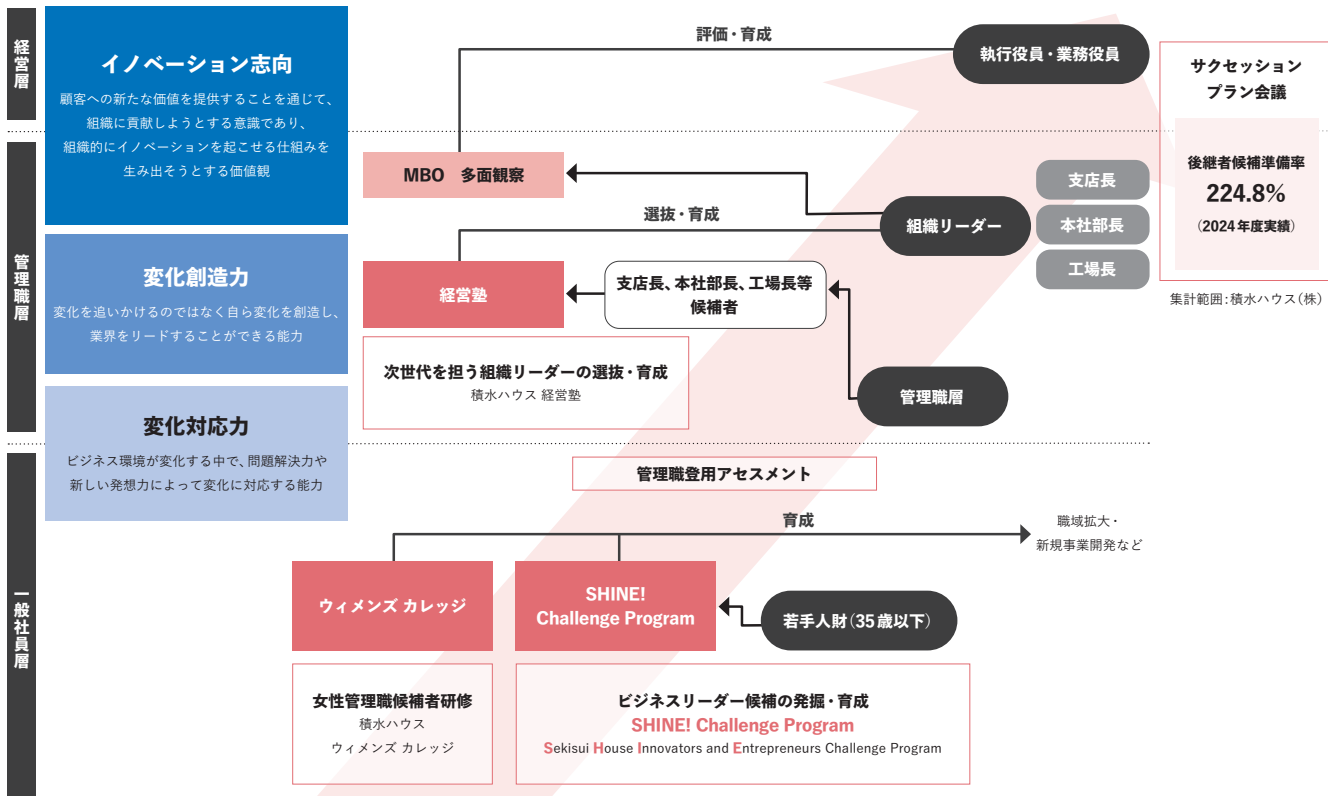 経営層
イノベーション志向
顧客への新たな価値を提供することを通じて、
組織に貢献しようとする意識であり、
組織的にイノベーションを起こせる仕組みを
生み出そうとする価値観
評価・育成
執行役員・業務役員
サクセッション
プラン会議
後継者候補準備率
224.8%
(2024年度実績)
集計範囲:積水ハウス(株)
管理職層
MBO 多面観察
選抜・育成
組織リーダー
支店長
本社部長
工場長
変化創造力
変化を追いかけるのではなく自ら変化を創造し、
業界をリードすることができる能力
経営塾
支店長、本社部長、工場長等
候補者
次世代を担う組織リーダーの選抜・育成
積水ハウス 経営塾
管理職層
変化対応力
ビジネス環境が変化する中で、問題解決力や
新しい発想力によって変化に対応する能力
管理職登用アセスメント
一般社員層
育成
職域拡大・
新規事業開発など
ウィメンズ カレッジ
SHINE!
Challenge Program
若手人財(35歳以下)
女性管理職候補者研修
積水ハウス
ウィメンズ カレッジ
ビジネスリーダー候補の発掘・育成
SHINE! Challenge Program
Sekisui House Innovators and Entrepreneurs Challenge Program